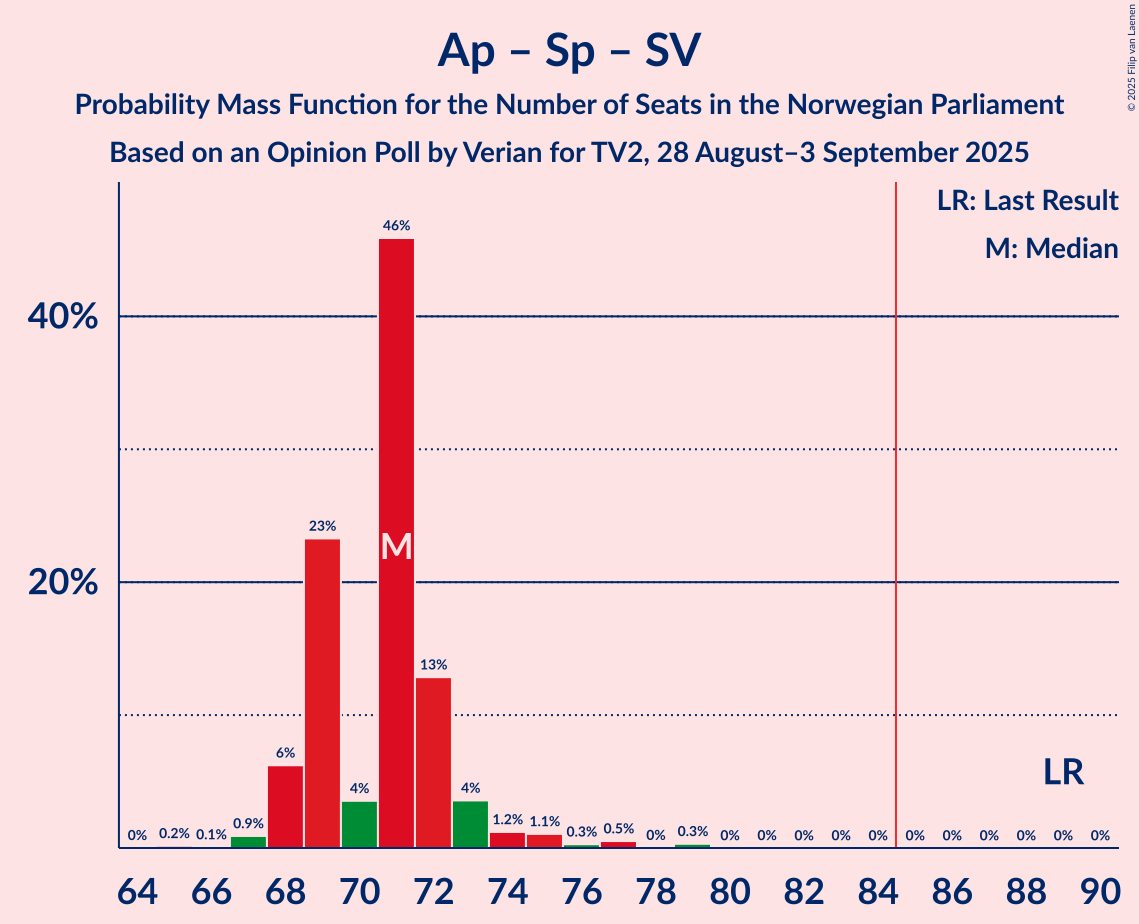 Ap – Sp – SV
Probability Mass Function for the Number of Seats in the Norwegian Parliament
Based on an Opinion Poll by Verian for TV2, 28 August–3 September 2025
© 2025 Filip van Laenen
LR: Last Result
M: Median
46%
40%
23%
M
20%
13%
6%
LR
0% 0.2% 0.1% 0.9% 4% 4% 1.2% 1.1% 0.3% 0.5% 0% 0.3% 0% 0% 0% 0% 0% 0% 0% 0% 0% 0% 0%
64 66 68 70 72 74 76 78 80 82 84 86 88 90